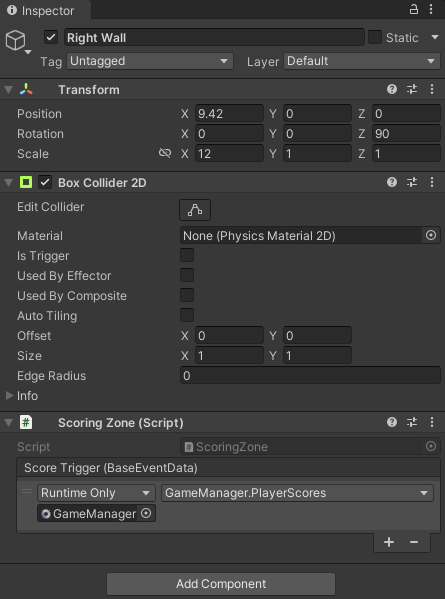 Inspector
Right Wall Static
Tag Untagged Layer Default
Transform
Position X 9.42 Y 0 Z 0
Rotation X 0 Y 0 Z 90
Scale X 12 Y 1 Z 1
Box Collider 2D
Edit Collider
Material None (Physics Material 2D)
Is Trigger
Used By Effector
Used By Composite
Auto Tiling
Offset X 0 Y 0
Size X 1 Y 1
Edge Radius 0
Info
# Scoring Zone (Script)
Script # ScoringZone
Score Trigger (BaseEventData)
Runtime Only GameManager.PlayerScores
GameManager
+ −
Add Component